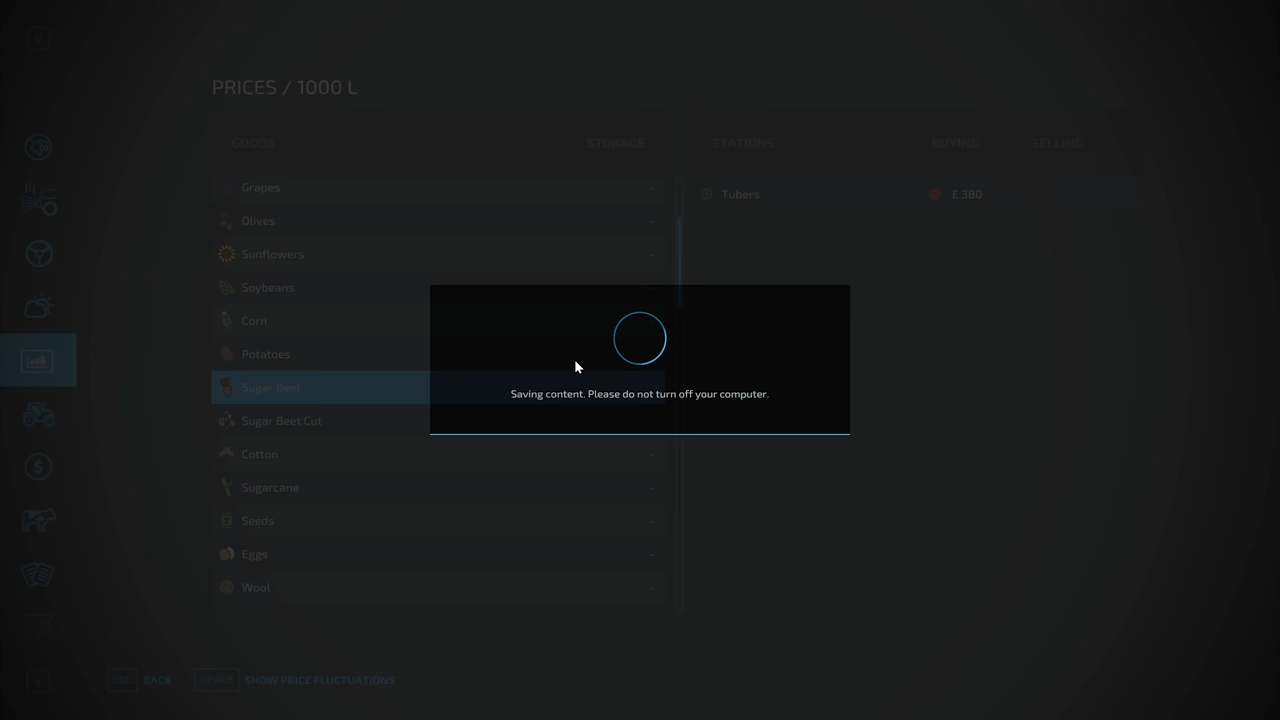 PRICES / 1000 L
GOODS STORAGE
STATIONS BUYING SELLING
Grapes -
Tubers £ 380
Olives -
Sunflowers -
Soybeans
Corn
Potatoes
Sugar Beet
Sugar Beet Cut
Cotton -
Sugarcane -
Seeds -
Eggs -
Wool -
Saving content. Please do not turn off your computer.
ESC BACK SPACE SHOW PRICE FLUCTUATIONS